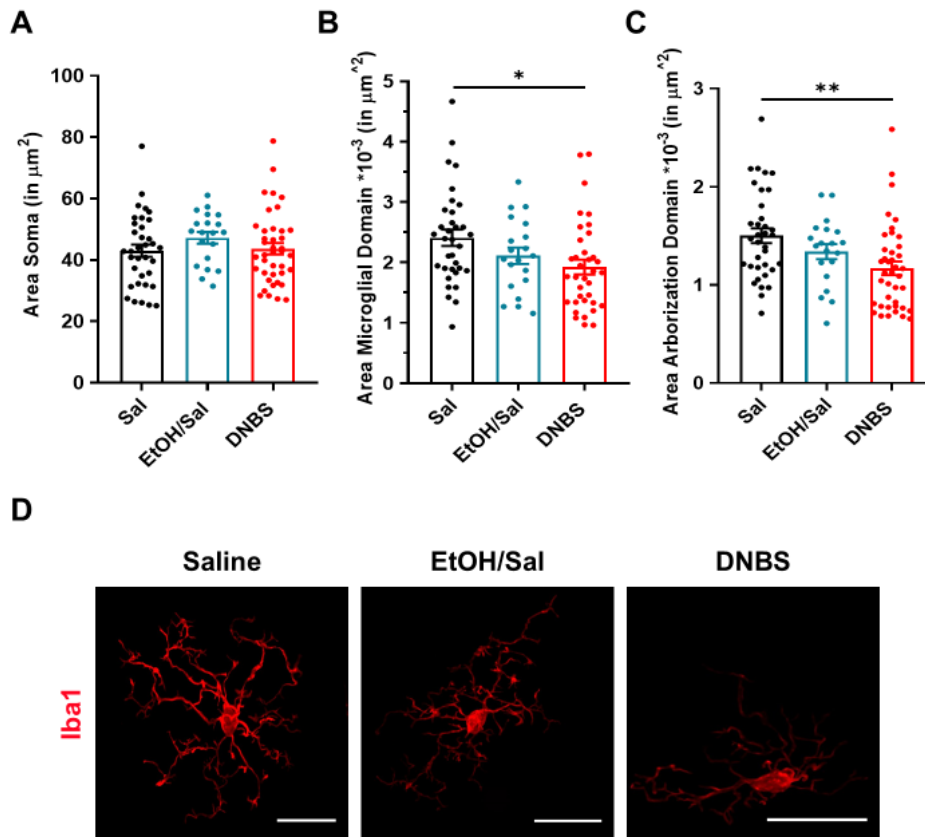 A
B
C
Area Soma (in μm²)
100
80
60
40
20
0
Sal
EtOH/Sal
DNBS
Area Microglial Domain *10-3 (in μm^2)
*
5
4
3
2
1
0
Sal
EtOH/Sal
DNBS
Area Arborization Domain *10-3 (in μm^2)
**
3
2
1
0
Sal
EtOH/Sal
DNBS
D
Saline
EtOH/Sal
DNBS
Iba1